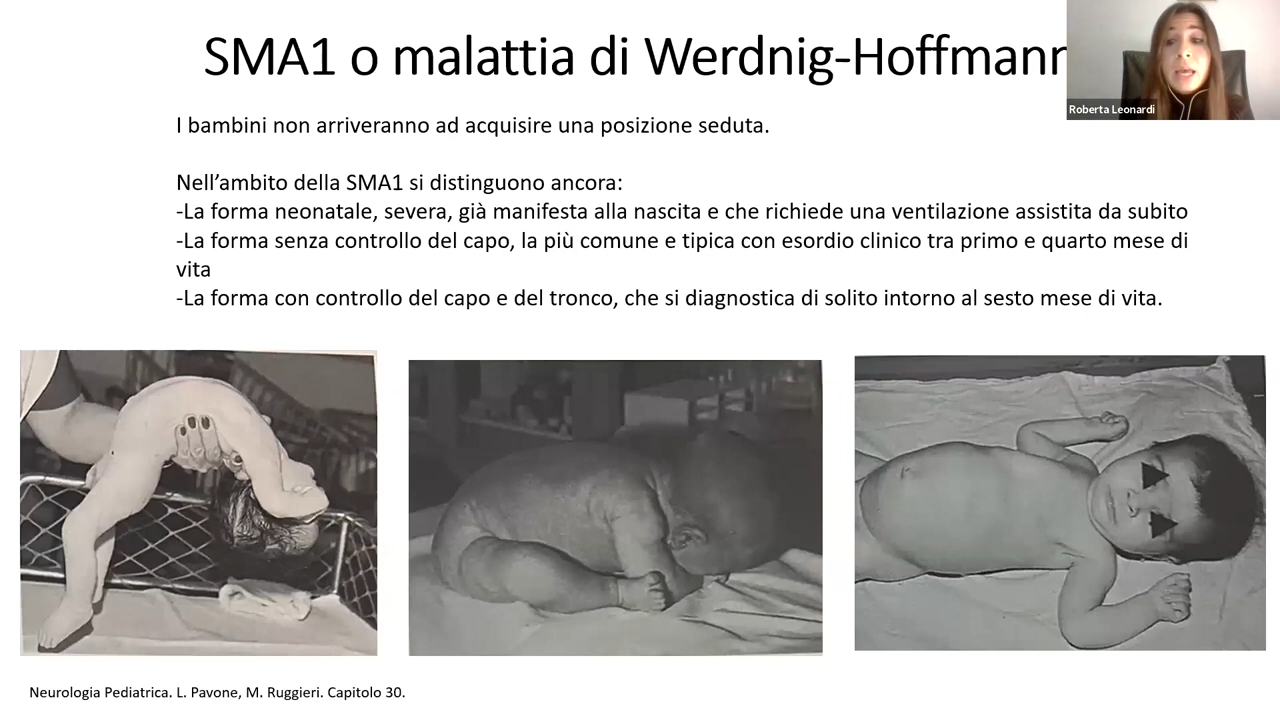 SMA1 o malattia di Werdnig-Hoffmann
Roberta Leonardi
I bambini non arriveranno ad acquisire una posizione seduta.
Nell’ambito della SMA1 si distinguono ancora:
-La forma neonatale, severa, già manifesta alla nascita e che richiede una ventilazione assistita da subito
-La forma senza controllo del capo, la più comune e tipica con esordio clinico tra primo e quarto mese di
vita
-La forma con controllo del capo e del tronco, che si diagnostica di solito intorno al sesto mese di vita.
Neurologia Pediatrica. L. Pavone, M. Ruggieri. Capitolo 30.